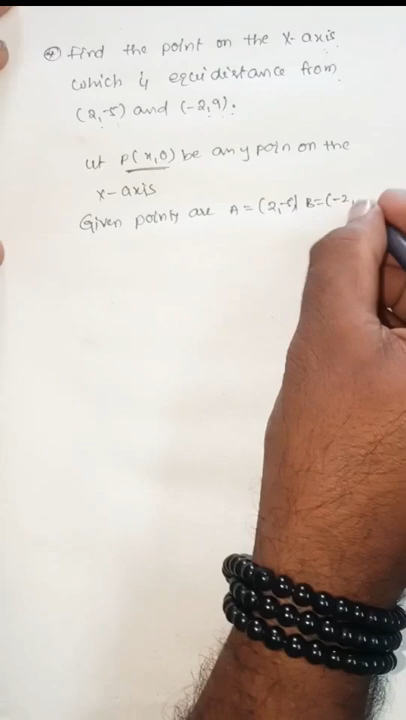 ④ Find the point on the x-axis
which is equidistance from
(2,-5) and (-2,9).
let P(x,0) be any poin on the
x-axis
Given points are A=(2,-5) B=(-2,